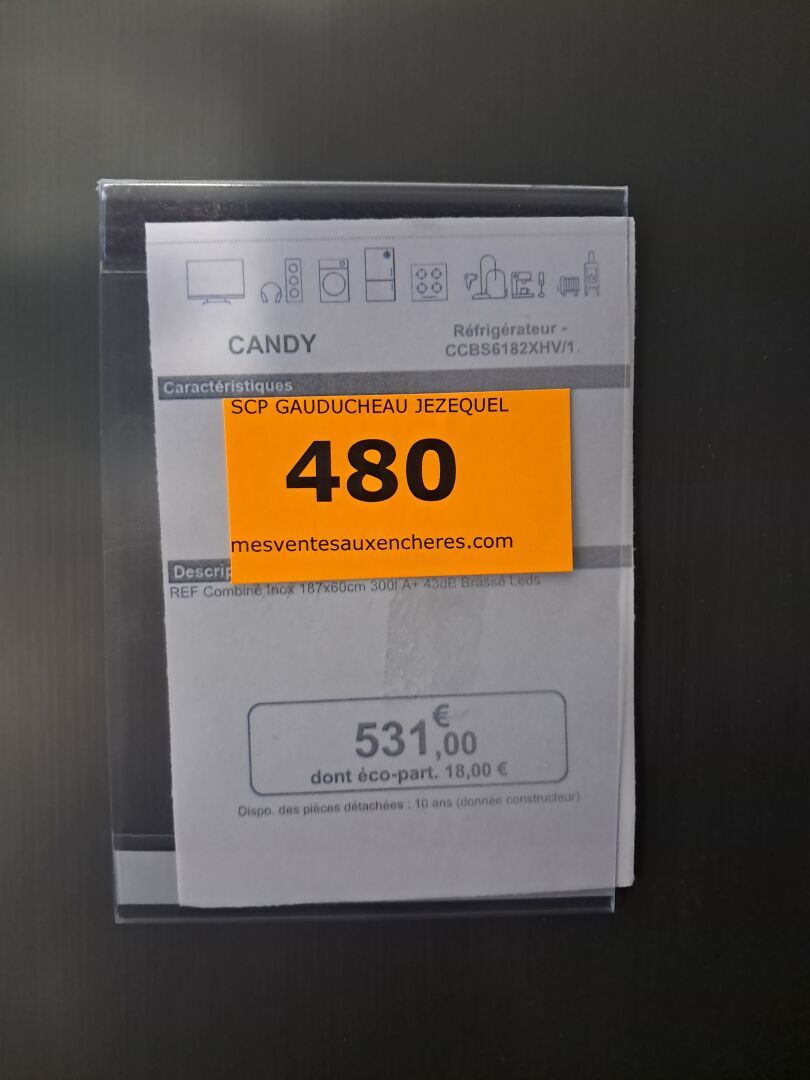 CANDY
Réfrigérateur -
CCBS6182XHV/1
Caractéristiques
SCP GAUDUCHEAU JEZEQUEL
480
mesventesauxencheres.com
Descrip
REF Combiné Inox 187x60cm 300l A+ 43dB Brassé Leds
531,00 €
dont éco-part. 18,00 €
Dispo. des pièces détachées : 10 ans (donnée constructeur)